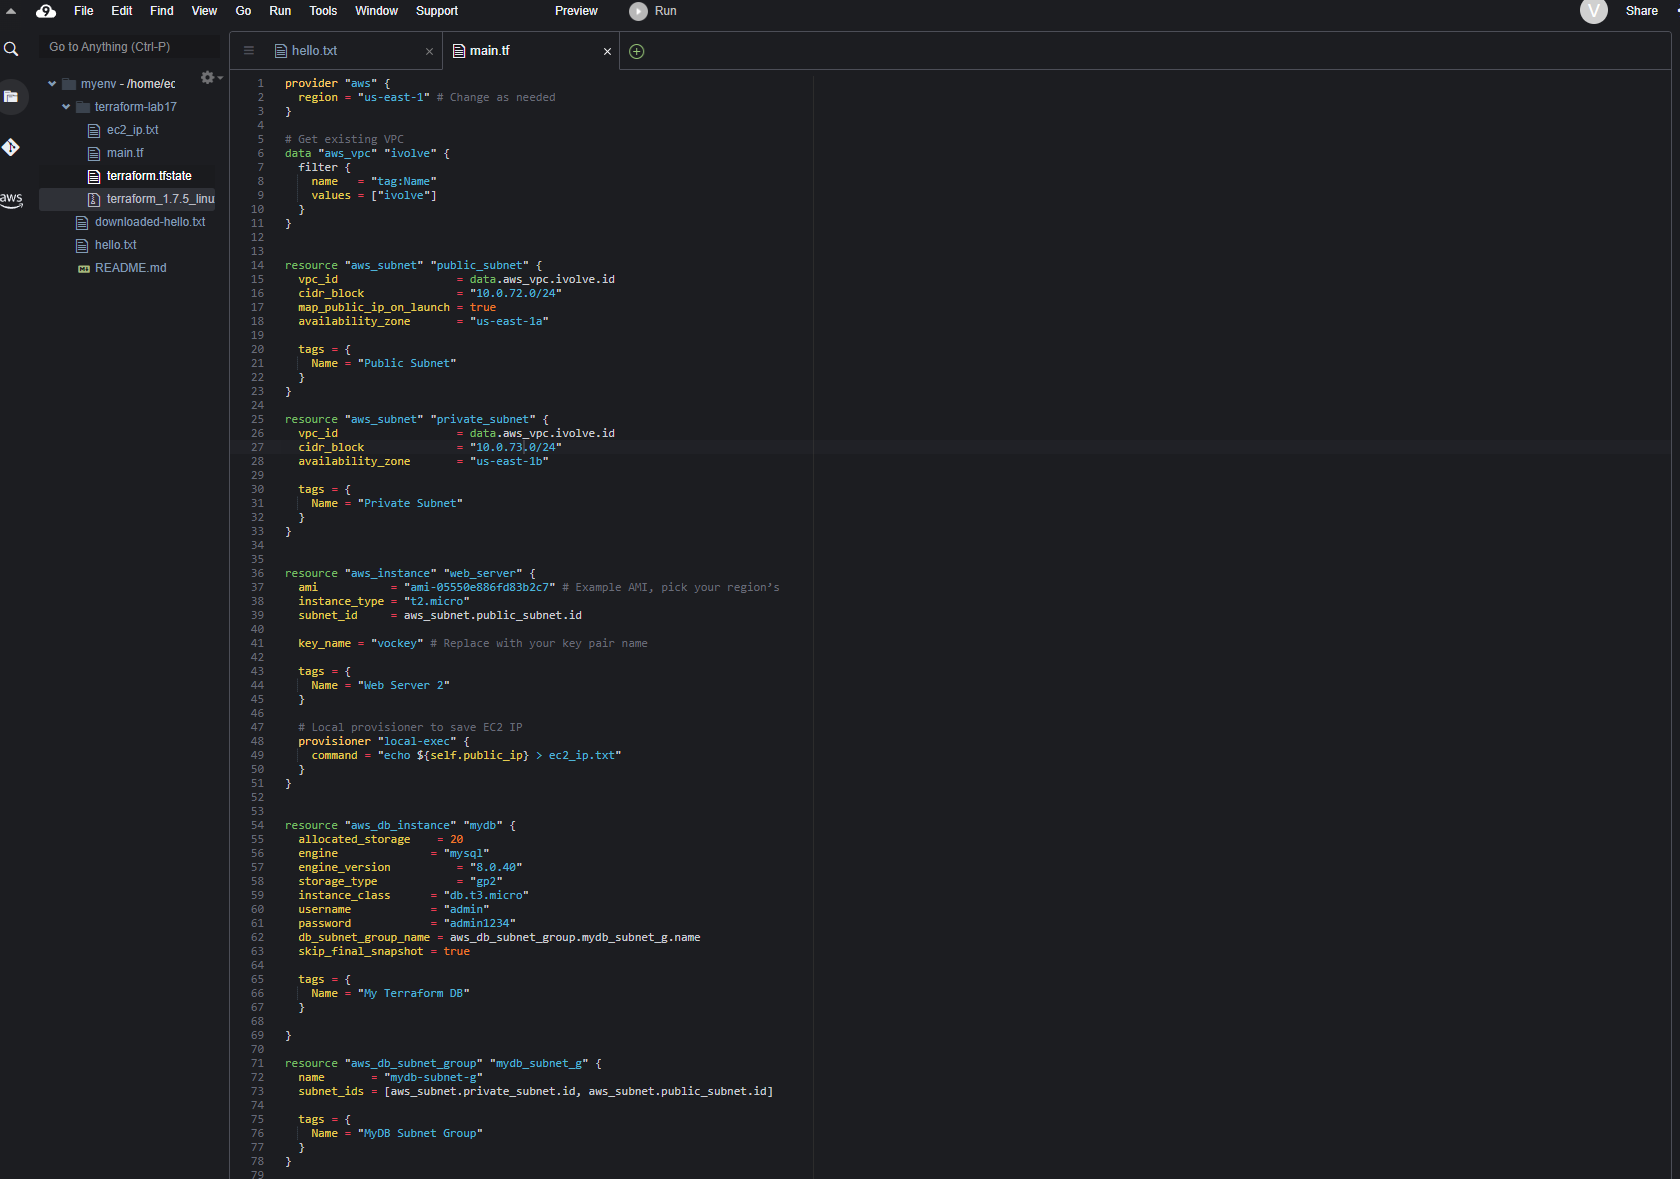 File Edit Find View Go Run Tools Window Support Preview Run V Share
Go to Anything (Ctrl-P)
hello.txt
main.tf
myenv - /home/ec
terraform-lab17
ec2_ip.txt
main.tf
terraform.tfstate
aws
terraform_1.7.5_linu
downloaded-hello.txt
hello.txt
README.md
1 provider "aws" {
2 region = "us-east-1" # Change as needed
3 }
4
5 # Get existing VPC
6 data "aws_vpc" "ivolve" {
7 filter {
8 name = "tag:Name"
9 values = ["ivolve"]
10 }
11 }
12
13
14 resource "aws_subnet" "public_subnet" {
15 vpc_id = data.aws_vpc.ivolve.id
16 cidr_block = "10.0.72.0/24"
17 map_public_ip_on_launch = true
18 availability_zone = "us-east-1a"
19
20 tags = {
21 Name = "Public Subnet"
22 }
23 }
24
25 resource "aws_subnet" "private_subnet" {
26 vpc_id = data.aws_vpc.ivolve.id
27 cidr_block = "10.0.73.0/24"
28 availability_zone = "us-east-1b"
29
30 tags = {
31 Name = "Private Subnet"
32 }
33 }
34
35
36 resource "aws_instance" "web_server" {
37 ami = "ami-05550e886fd83b2c7" # Example AMI, pick your region’s
38 instance_type = "t2.micro"
39 subnet_id = aws_subnet.public_subnet.id
40
41 key_name = "vockey" # Replace with your key pair name
42
43 tags = {
44 Name = "Web Server 2"
45 }
46
47 # Local provisioner to save EC2 IP
48 provisioner "local-exec" {
49 command = "echo ${self.public_ip} > ec2_ip.txt"
50 }
51 }
52
53
54 resource "aws_db_instance" "mydb" {
55 allocated_storage = 20
56 engine = "mysql"
57 engine_version = "8.0.40"
58 storage_type = "gp2"
59 instance_class = "db.t3.micro"
60 username = "admin"
61 password = "admin1234"
62 db_subnet_group_name = aws_db_subnet_group.mydb_subnet_g.name
63 skip_final_snapshot = true
64
65 tags = {
66 Name = "My Terraform DB"
67 }
68
69 }
70
71 resource "aws_db_subnet_group" "mydb_subnet_g" {
72 name = "mydb-subnet-g"
73 subnet_ids = [aws_subnet.private_subnet.id, aws_subnet.public_subnet.id]
74
75 tags = {
76 Name = "MyDB Subnet Group"
77 }
78 }
79